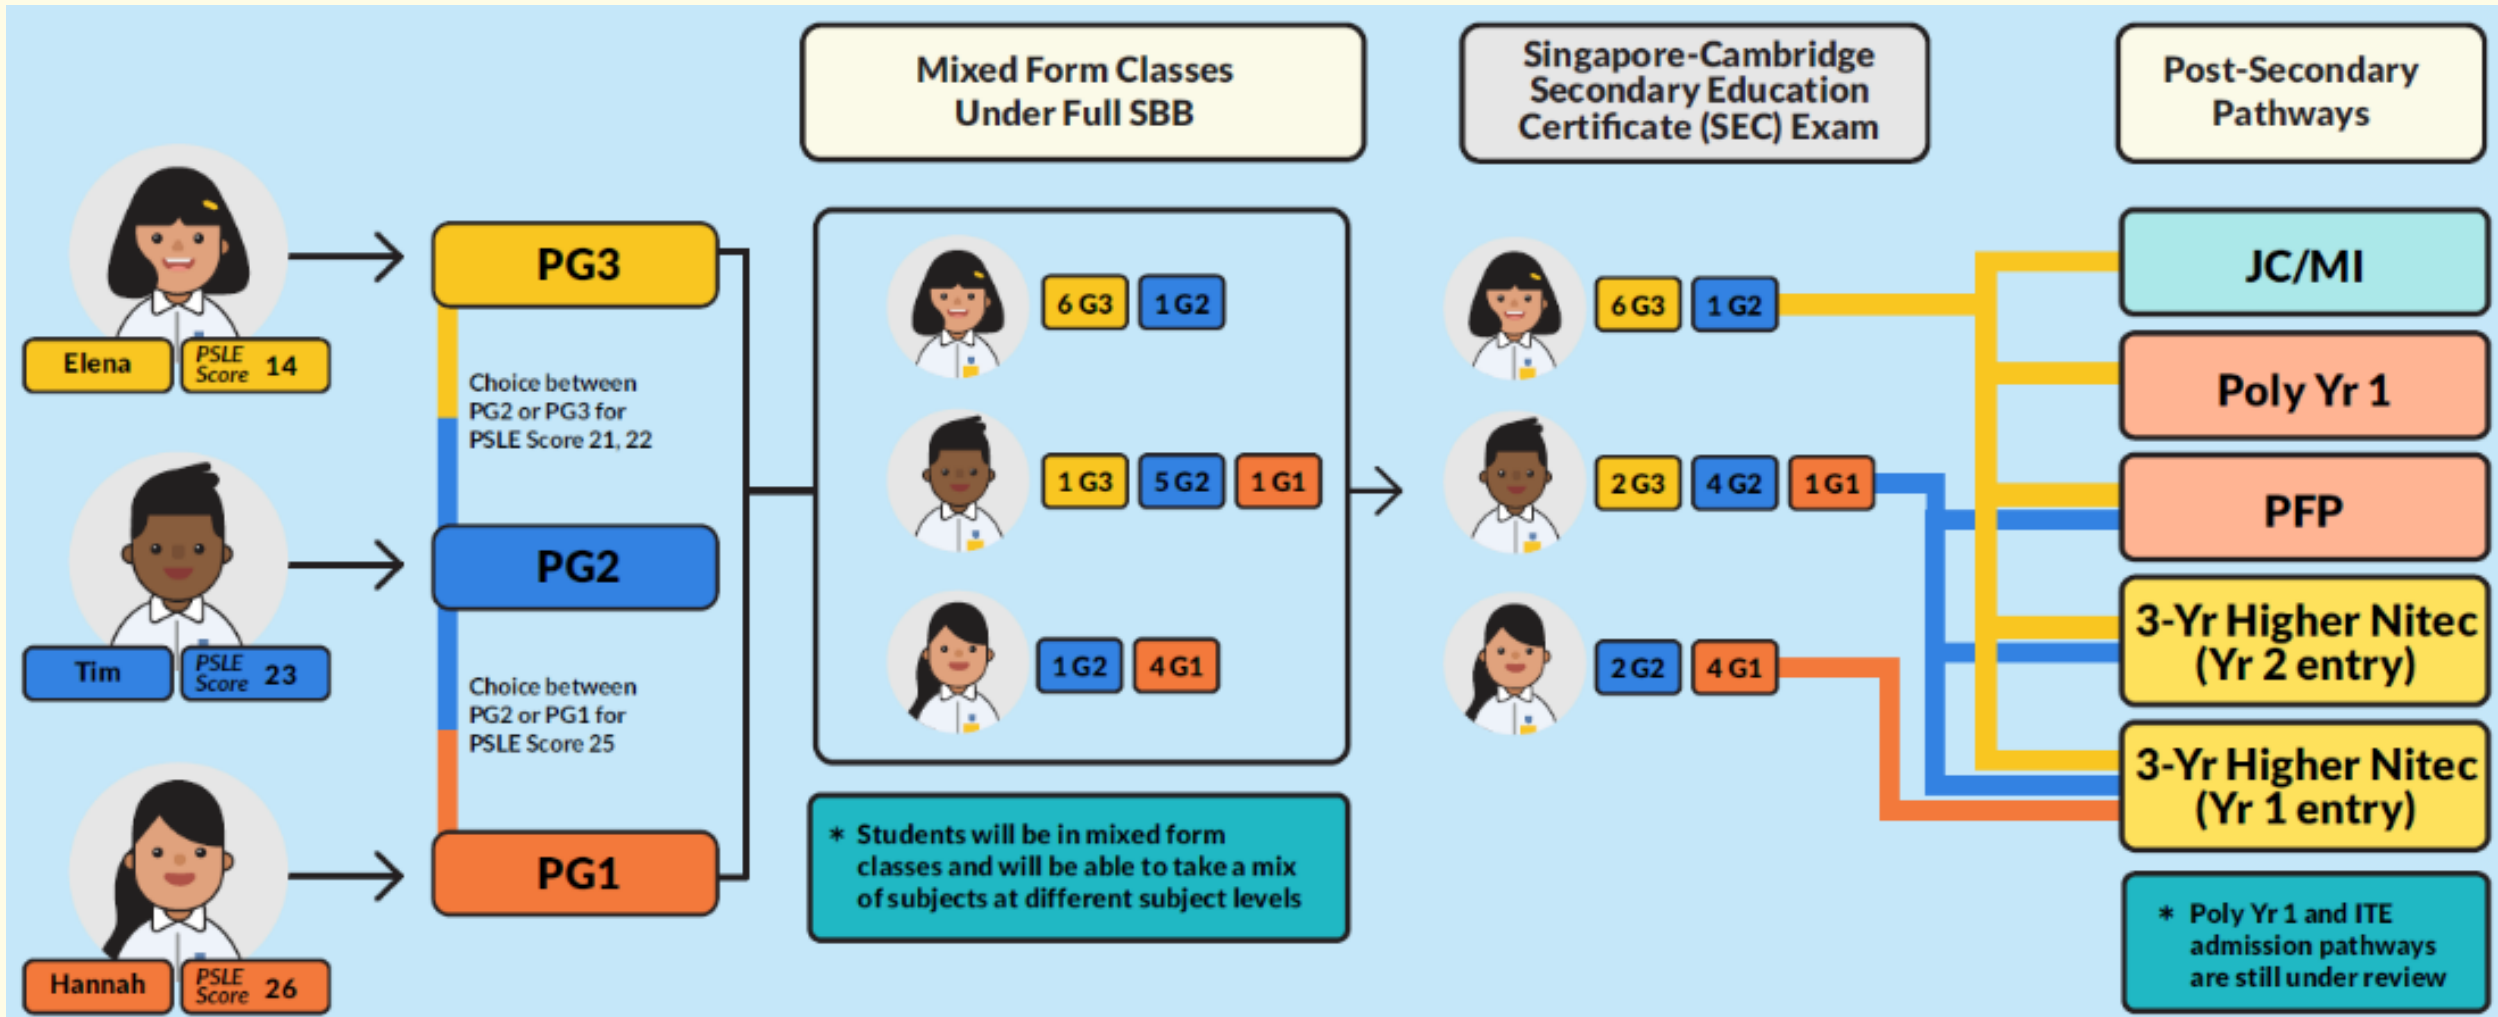 Mixed Form Classes
Under Full SBB
Singapore-Cambridge
Secondary Education
Certificate (SEC) Exam
Post-Secondary
Pathways
Elena
PSLE
Score 14
Tim
PSLE
Score 23
Hannah
PSLE
Score 26
PG3
Choice between
PG2 or PG3 for
PSLE Score 21, 22
PG2
Choice between
PG2 or PG1 for
PSLE Score 25
PG1
6 G3 1 G2
1 G3 5 G2 1 G1
1 G2 4 G1
* Students will be in mixed form
classes and will be able to take a mix
of subjects at different subject levels
6 G3 1 G2
2 G3 4 G2 1 G1
2 G2 4 G1
JC/MI
Poly Yr 1
PFP
3-Yr Higher Nitec
(Yr 2 entry)
3-Yr Higher Nitec
(Yr 1 entry)
* Poly Yr 1 and ITE
admission pathways
are still under review